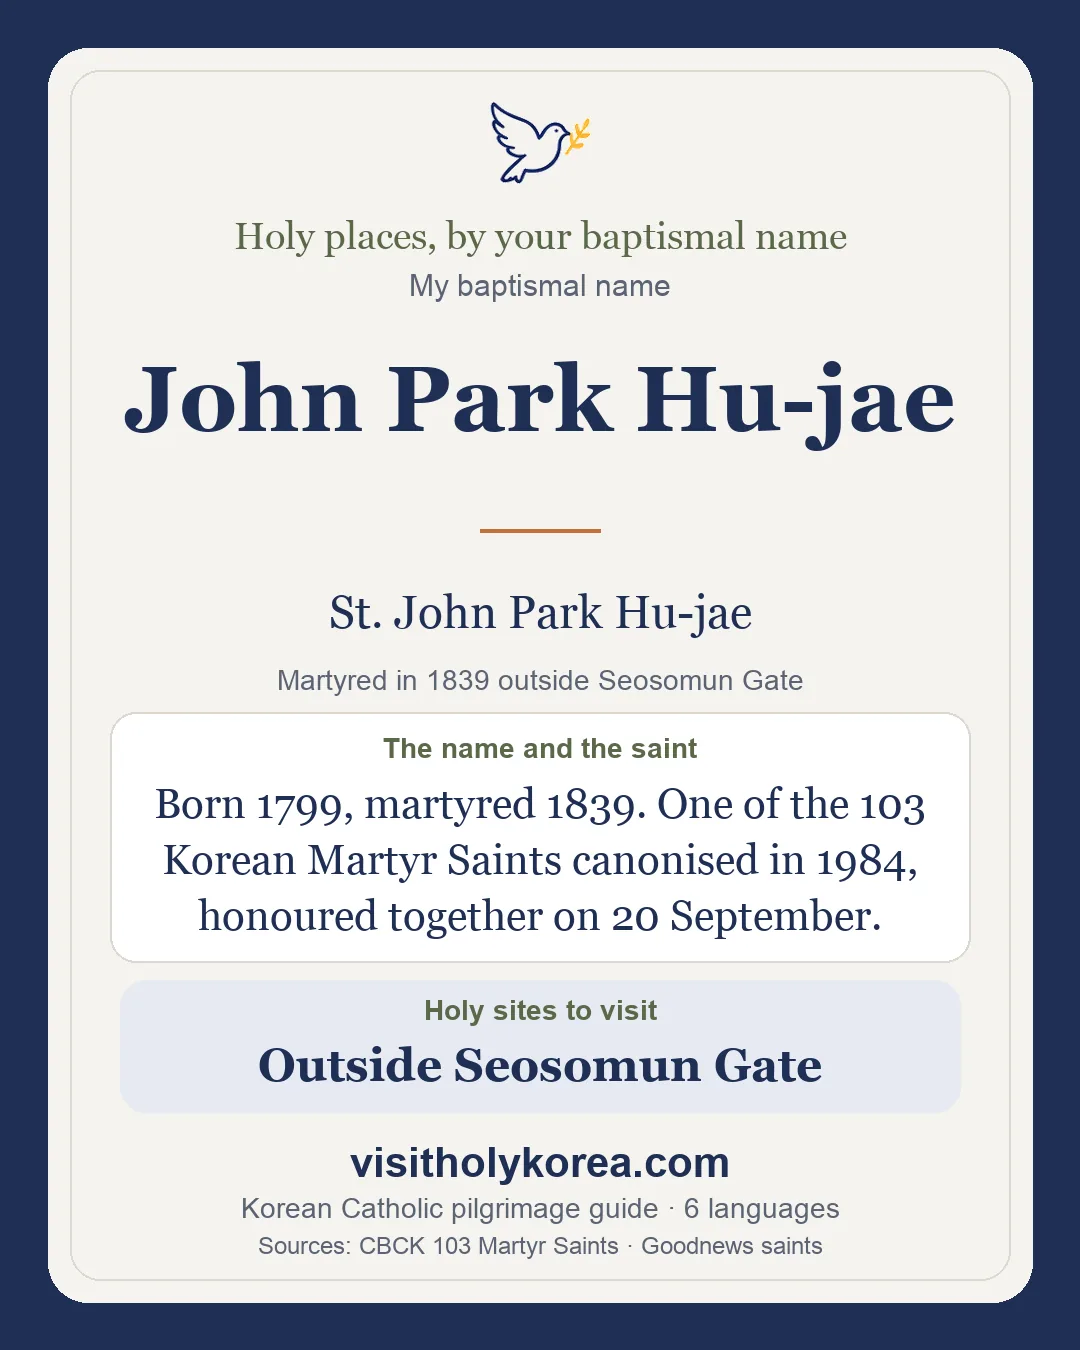 Holy places, by your baptismal name
My baptismal name
John Park Hu-jae
St. John Park Hu-jae
Martyred in 1839 outside Seosomun Gate
The name and the saint
Born 1799, martyred 1839. One of the 103
Korean Martyr Saints canonised in 1984,
honoured together on 20 September.
Holy sites to visit
Outside Seosomun Gate
visitholykorea.com
Korean Catholic pilgrimage guide · 6 languages
Sources: CBCK 103 Martyr Saints · Goodnews saints